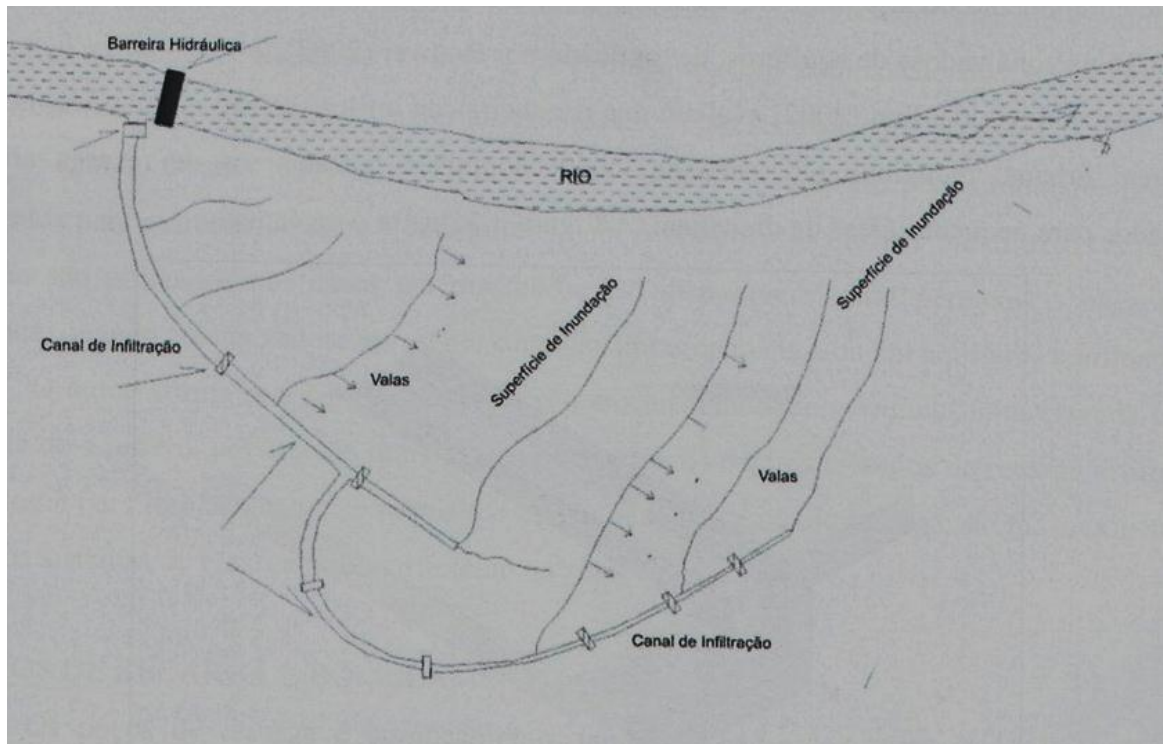 Barreira Hidráulica
RIO
Superfície de Inundação
Superfície de Inundação
Canal de Infiltração
Valas
Valas
Canal de Infiltração